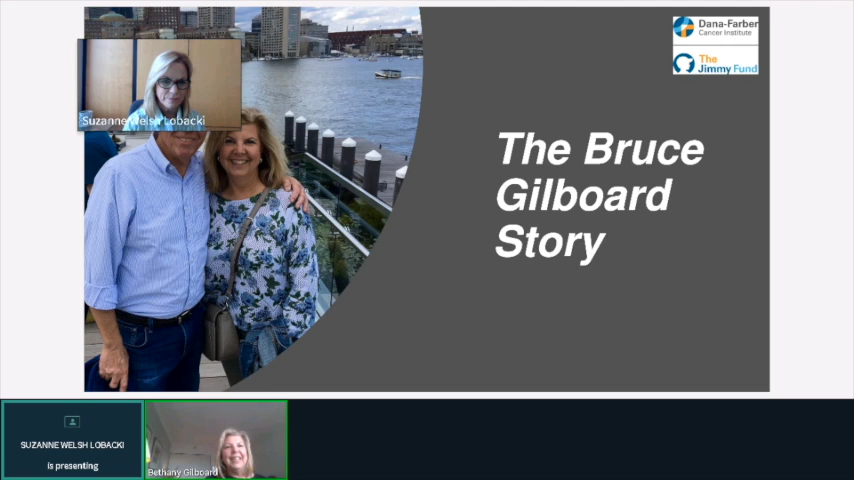 Dana-Farber
Cancer Institute
The
Jimmy Fund
Suzanne Welsh Lobacki
The Bruce
Gilboard
Story
SUZANNE WELSH LOBACKI
is presenting
Bethany Gilboard